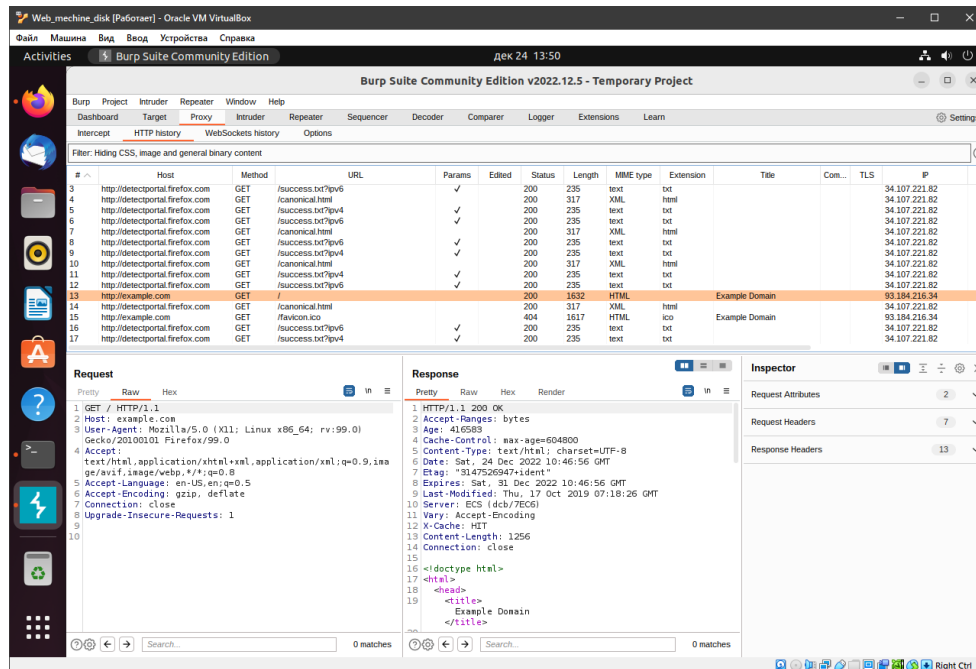 Web_mechine_disk [Работает] - Oracle VM VirtualBox
Файл Машина Вид Ввод Устройства Справка
Activities Burp Suite Community Edition дек 24 13:50
Burp Suite Community Edition v2022.12.5 - Temporary Project
Burp Project Intruder Repeater Window Help
Dashboard Target Proxy Intruder Repeater Sequencer Decoder Comparer Logger Extensions Learn Settings
Intercept HTTP history WebSockets history Options
Filter: Hiding CSS, image and general binary content
# Host Method URL Params Edited Status Length MIME type Extension Title Com... TLS IP
3 http://detectportal.firefox.com GET /success.txt?ipv6 ✓ 200 235 text txt 34.107.221.82
4 http://detectportal.firefox.com GET /canonical.html 200 317 XML html 34.107.221.82
5 http://detectportal.firefox.com GET /success.txt?ipv4 ✓ 200 235 text txt 34.107.221.82
6 http://detectportal.firefox.com GET /success.txt?ipv6 ✓ 200 235 text txt 34.107.221.82
7 http://detectportal.firefox.com GET /canonical.html 200 317 XML html 34.107.221.82
8 http://detectportal.firefox.com GET /success.txt?ipv6 ✓ 200 235 text txt 34.107.221.82
9 http://detectportal.firefox.com GET /success.txt?ipv4 ✓ 200 235 text txt 34.107.221.82
10 http://detectportal.firefox.com GET /canonical.html 200 317 XML html 34.107.221.82
11 http://detectportal.firefox.com GET /success.txt?ipv4 ✓ 200 235 text txt 34.107.221.82
12 http://detectportal.firefox.com GET /success.txt?ipv6 ✓ 200 235 text txt 34.107.221.82
13 http://example.com GET / 200 1632 HTML Example Domain 93.184.216.34
14 http://detectportal.firefox.com GET /canonical.html 200 317 XML html 34.107.221.82
15 http://example.com GET /favicon.ico 404 1617 HTML ico Example Domain 93.184.216.34
16 http://detectportal.firefox.com GET /success.txt?ipv6 ✓ 200 235 text txt 34.107.221.82
17 http://detectportal.firefox.com GET /success.txt?ipv4 ✓ 200 235 text txt 34.107.221.82
Request
Pretty Raw Hex \n
1 GET / HTTP/1.1
2 Host: example.com
3 User-Agent: Mozilla/5.0 (X11; Linux x86_64; rv:99.0)
Gecko/20100101 Firefox/99.0
4 Accept:
text/html,application/xhtml+xml,application/xml;q=0.9,ima
ge/avif,image/webp,*/*;q=0.8
5 Accept-Language: en-US,en;q=0.5
6 Accept-Encoding: gzip, deflate
7 Connection: close
8 Upgrade-Insecure-Requests: 1
9
10
Search... 0 matches
Response
Pretty Raw Hex Render \n
1 HTTP/1.1 200 OK
2 Accept-Ranges: bytes
3 Age: 416583
4 Cache-Control: max-age=604800
5 Content-Type: text/html; charset=UTF-8
6 Date: Sat, 24 Dec 2022 10:46:56 GMT
7 Etag: "3147526947+ident"
8 Expires: Sat, 31 Dec 2022 10:46:56 GMT
9 Last-Modified: Thu, 17 Oct 2019 07:18:26 GMT
10 Server: ECS (dcb/7EC6)
11 Vary: Accept-Encoding
12 X-Cache: HIT
13 Content-Length: 1256
14 Connection: close
15
16 <!doctype html>
17 <html>
18 <head>
19 <title>
Example Domain
</title>
Search... 0 matches
Inspector
Request Attributes 2
Request Headers 7
Response Headers 13
Right Ctrl